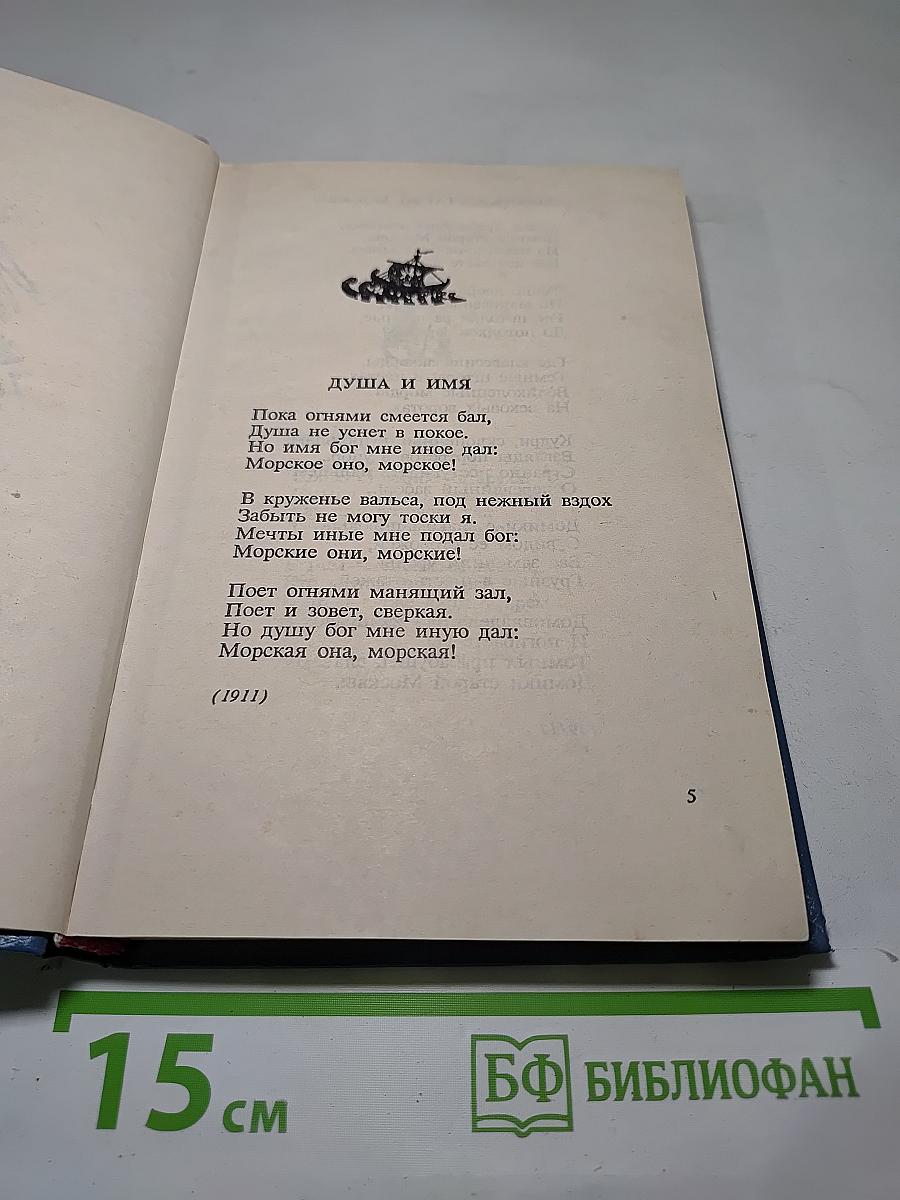 ДУША И ИМЯ
Пока огнями смеется бал,
Душа не уснет в покое.
Но имя бог мне иное дал:
Морское оно, морское!
В круженье вальса, под нежный вздох
Забыть не могу тоски я.
Мечты иные мне подал бог:
Морские они, морские!
Поет огнями манящий зал,
Поет и зовет, сверкая.
Но душу бог мне иную дал:
Морская она, морская!
(1911)
5
15 см
БФ БИБЛИОФАН